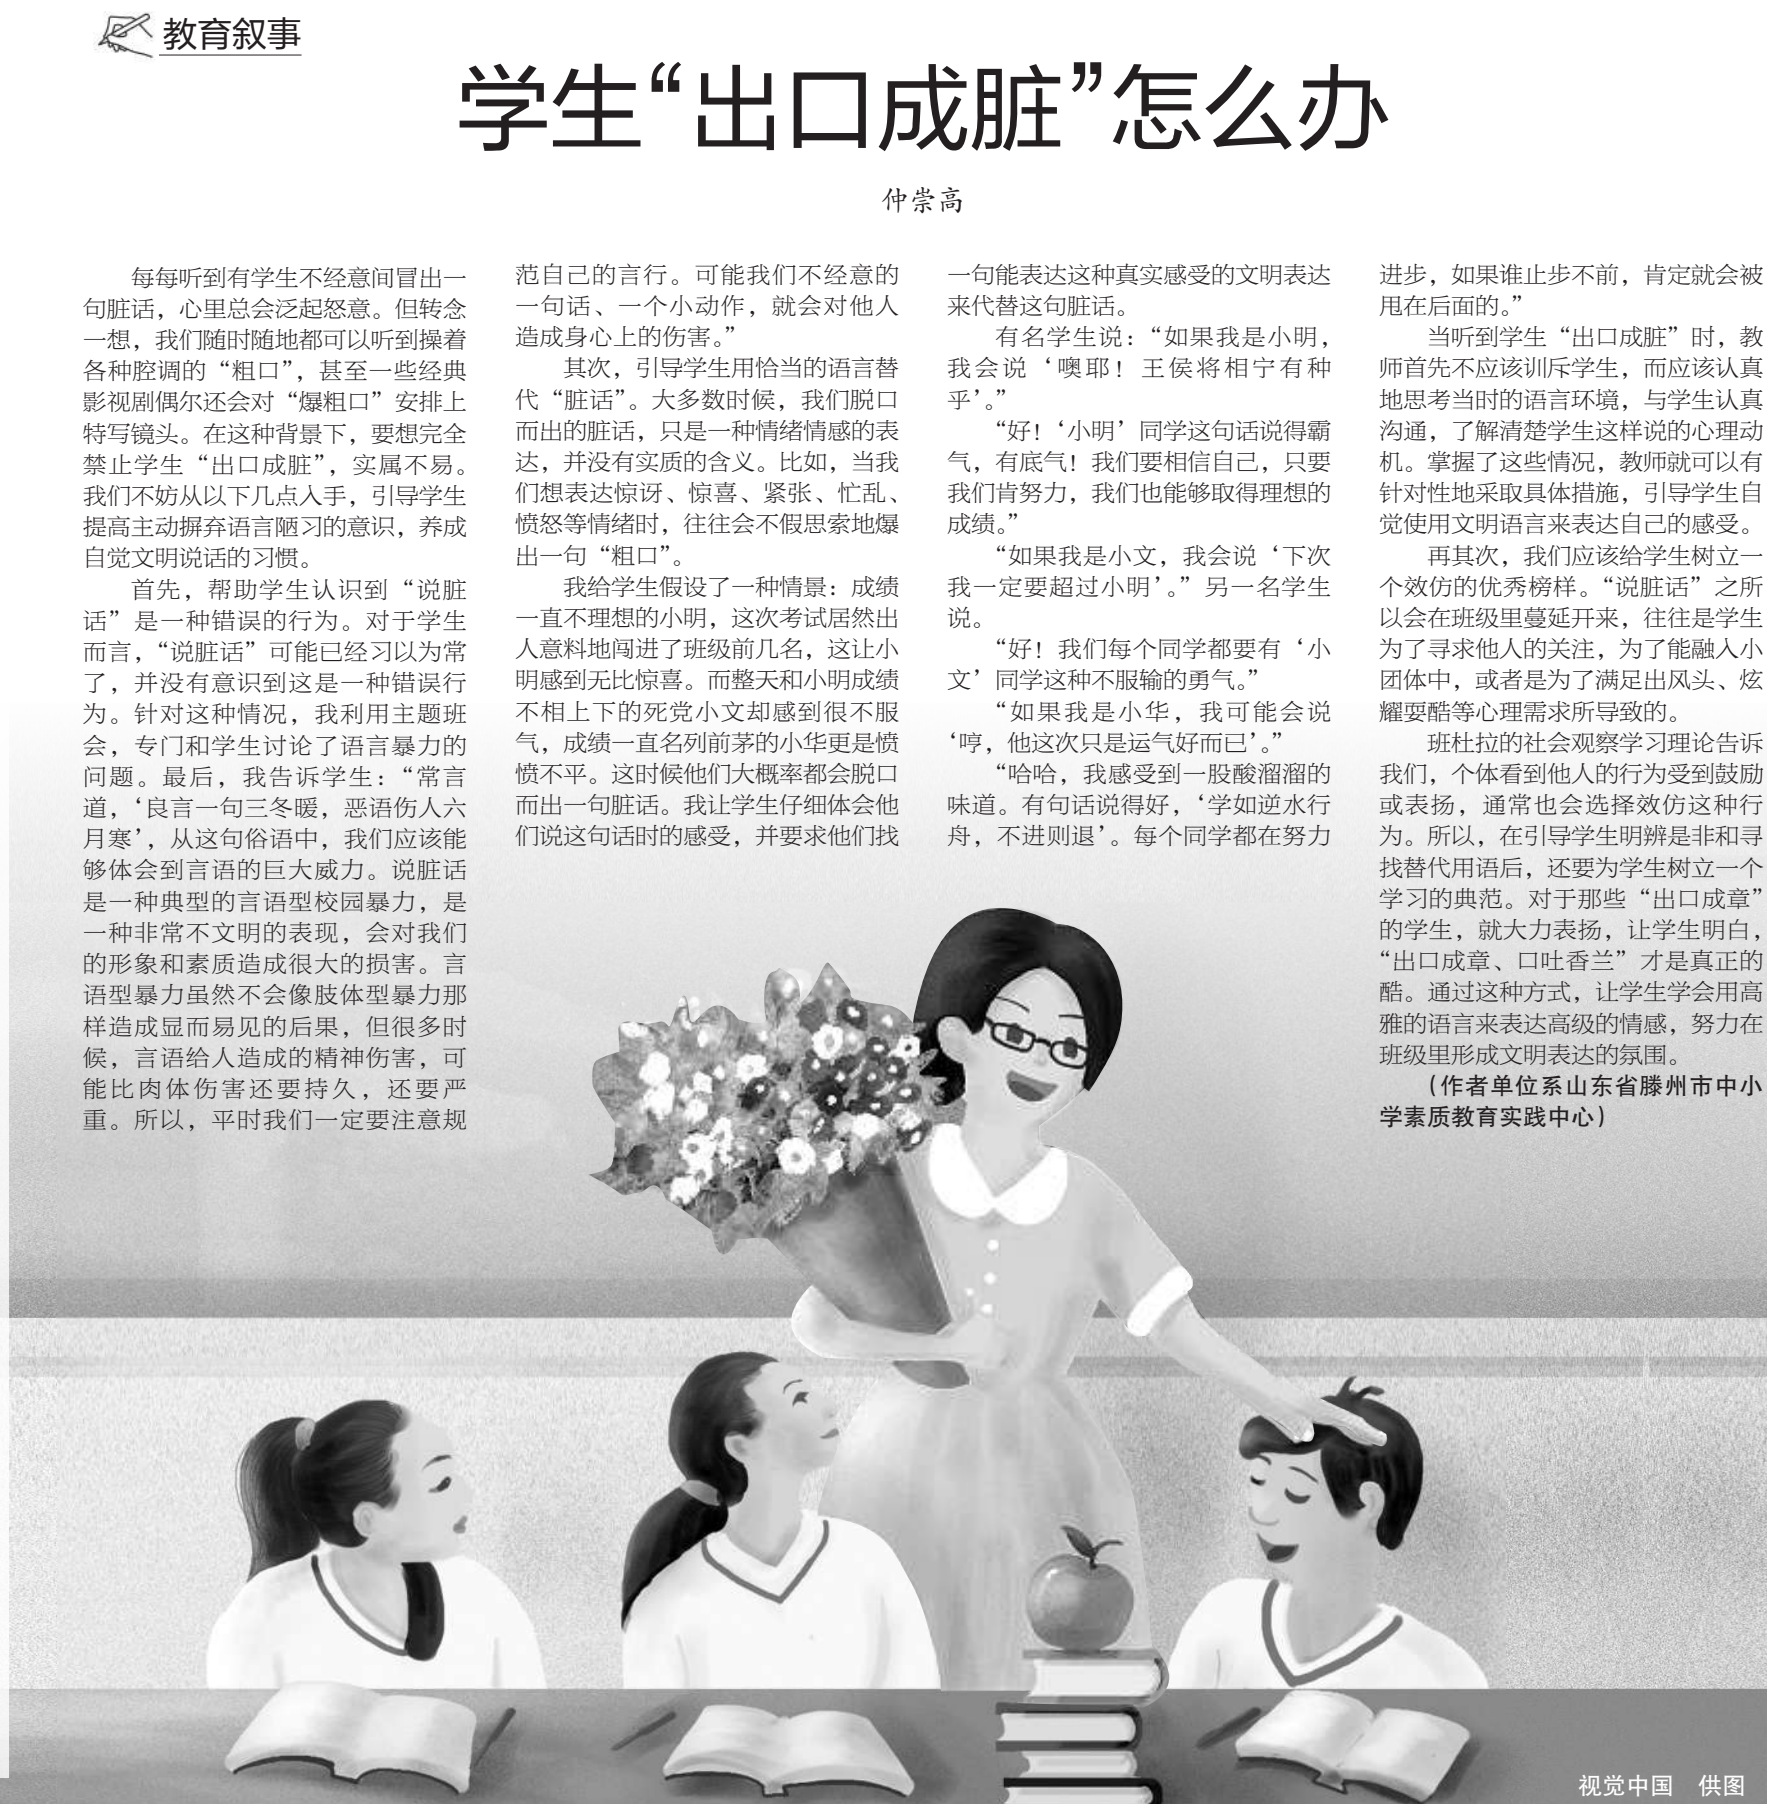 教育叙事
学生“出口成脏”怎么办
仲崇高
每每听到有学生不经意间冒出一
句脏话，心里总会泛起怒意。但转念
一想，我们随时随地都可以听到操着
各种腔调的“粗口”，甚至一些经典
影视剧偶尔还会对“爆粗口”安排上
特写镜头。在这种背景下，要想完全
禁止学生“出口成脏”，实属不易。
我们不妨从以下几点入手，引导学生
提高主动摒弃语言陋习的意识，养成
自觉文明说话的习惯。
首先，帮助学生认识到“说脏
话”是一种错误的行为。对于学生
而言，“说脏话”可能已经习以为常
了，并没有意识到这是一种错误行
为。针对这种情况，我利用主题班
会，专门和学生讨论了语言暴力的
问题。最后，我告诉学生：“常言
道，‘良言一句三冬暖，恶语伤人六
月寒’，从这句俗语中，我们应该能
够体会到言语的巨大威力。说脏话
是一种典型的言语型校园暴力，是
一种非常不文明的表现，会对我们
的形象和素质造成很大的损害。言
语型暴力虽然不会像肢体型暴力那
样造成显而易见的后果，但很多时
候，言语给人造成的精神伤害，可
能比肉体伤害还要持久，还要严
重。所以，平时我们一定要注意规
范自己的言行。可能我们不经意的
一句话、一个小动作，就会对他人
造成身心上的伤害。”
其次，引导学生用恰当的语言替
代“脏话”。大多数时候，我们脱口
而出的脏话，只是一种情绪情感的表
达，并没有实质的含义。比如，当我
们想表达惊讶、惊喜、紧张、忙乱、
愤怒等情绪时，往往会不假思索地爆
出一句“粗口”。
我给学生假设了一种情景：成绩
一直不理想的小明，这次考试居然出
人意料地闯进了班级前几名，这让小
明感到无比惊喜。而整天和小明成绩
不相上下的死党小文却感到很不服
气，成绩一直名列前茅的小华更是愤
愤不平。这时候他们大概率都会脱口
而出一句脏话。我让学生仔细体会他
们说这句话时的感受，并要求他们找
一句能表达这种真实感受的文明表达
来代替这句脏话。
有名学生说：“如果我是小明，
我会说‘噢耶！王侯将相宁有种
乎’。”
“好！‘小明’同学这句话说得霸
气，有底气！我们要相信自己，只要
我们肯努力，我们也能够取得理想的
成绩。”
“如果我是小文，我会说‘下次
我一定要超过小明’。”另一名学生
说。
“好！我们每个同学都要有‘小
文’同学这种不服输的勇气。”
“如果我是小华，我可能会说
‘哼，他这次只是运气好而已’。”
“哈哈，我感受到一股酸溜溜的
味道。有句话说得好，‘学如逆水行
舟，不进则退’。每个同学都在努力
进步，如果谁止步不前，肯定就会被
甩在后面的。”
当听到学生“出口成脏”时，教
师首先不应该训斥学生，而应该认真
地思考当时的语言环境，与学生认真
沟通，了解清楚学生这样说的心理动
机。掌握了这些情况，教师就可以有
针对性地采取具体措施，引导学生自
觉使用文明语言来表达自己的感受。
再其次，我们应该给学生树立一
个效仿的优秀榜样。“说脏话”之所
以会在班级里蔓延开来，往往是学生
为了寻求他人的关注，为了能融入小
团体中，或者是为了满足出风头、炫
耀耍酷等心理需求所导致的。
班杜拉的社会观察学习理论告诉
我们，个体看到他人的行为受到鼓励
或表扬，通常也会选择效仿这种行
为。所以，在引导学生明辨是非和寻
找替代用语后，还要为学生树立一个
学习的典范。对于那些“出口成章”
的学生，就大力表扬，让学生明白，
“出口成章、口吐香兰”才是真正的
酷。通过这种方式，让学生学会用高
雅的语言来表达高级的情感，努力在
班级里形成文明表达的氛围。
（作者单位系山东省滕州市中小
学素质教育实践中心）
视觉中国 供图